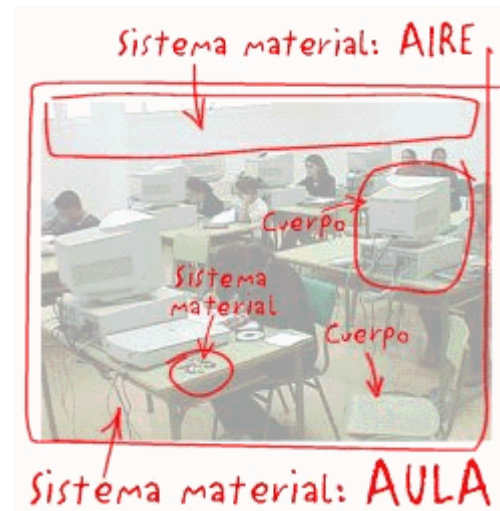 Sistema material: AIRE
Cuerpo
Sistema
material
Cuerpo
Sistema material: AULA